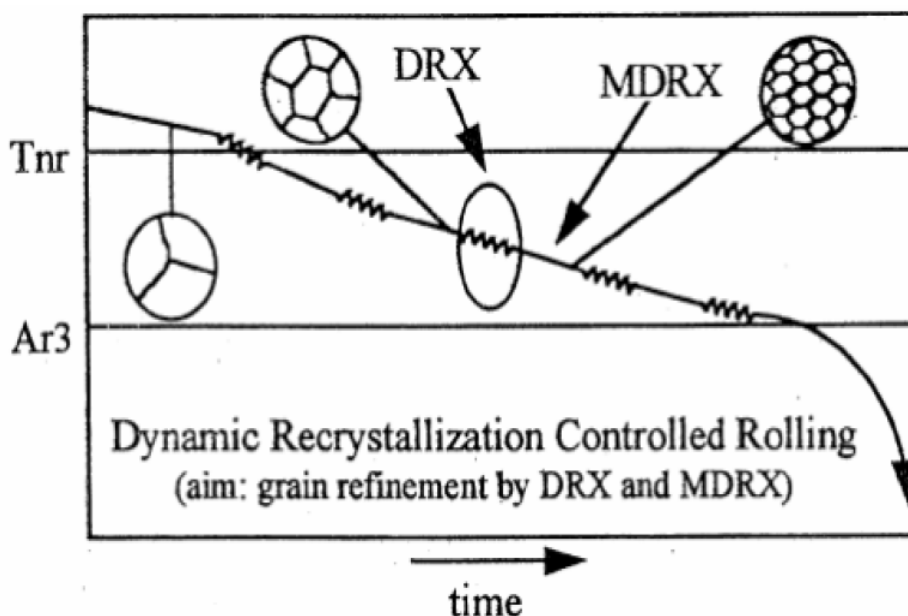 DRX
MDRX
Tnr
Ar3
Dynamic Recrystallization Controlled Rolling
(aim: grain refinement by DRX and MDRX)
time